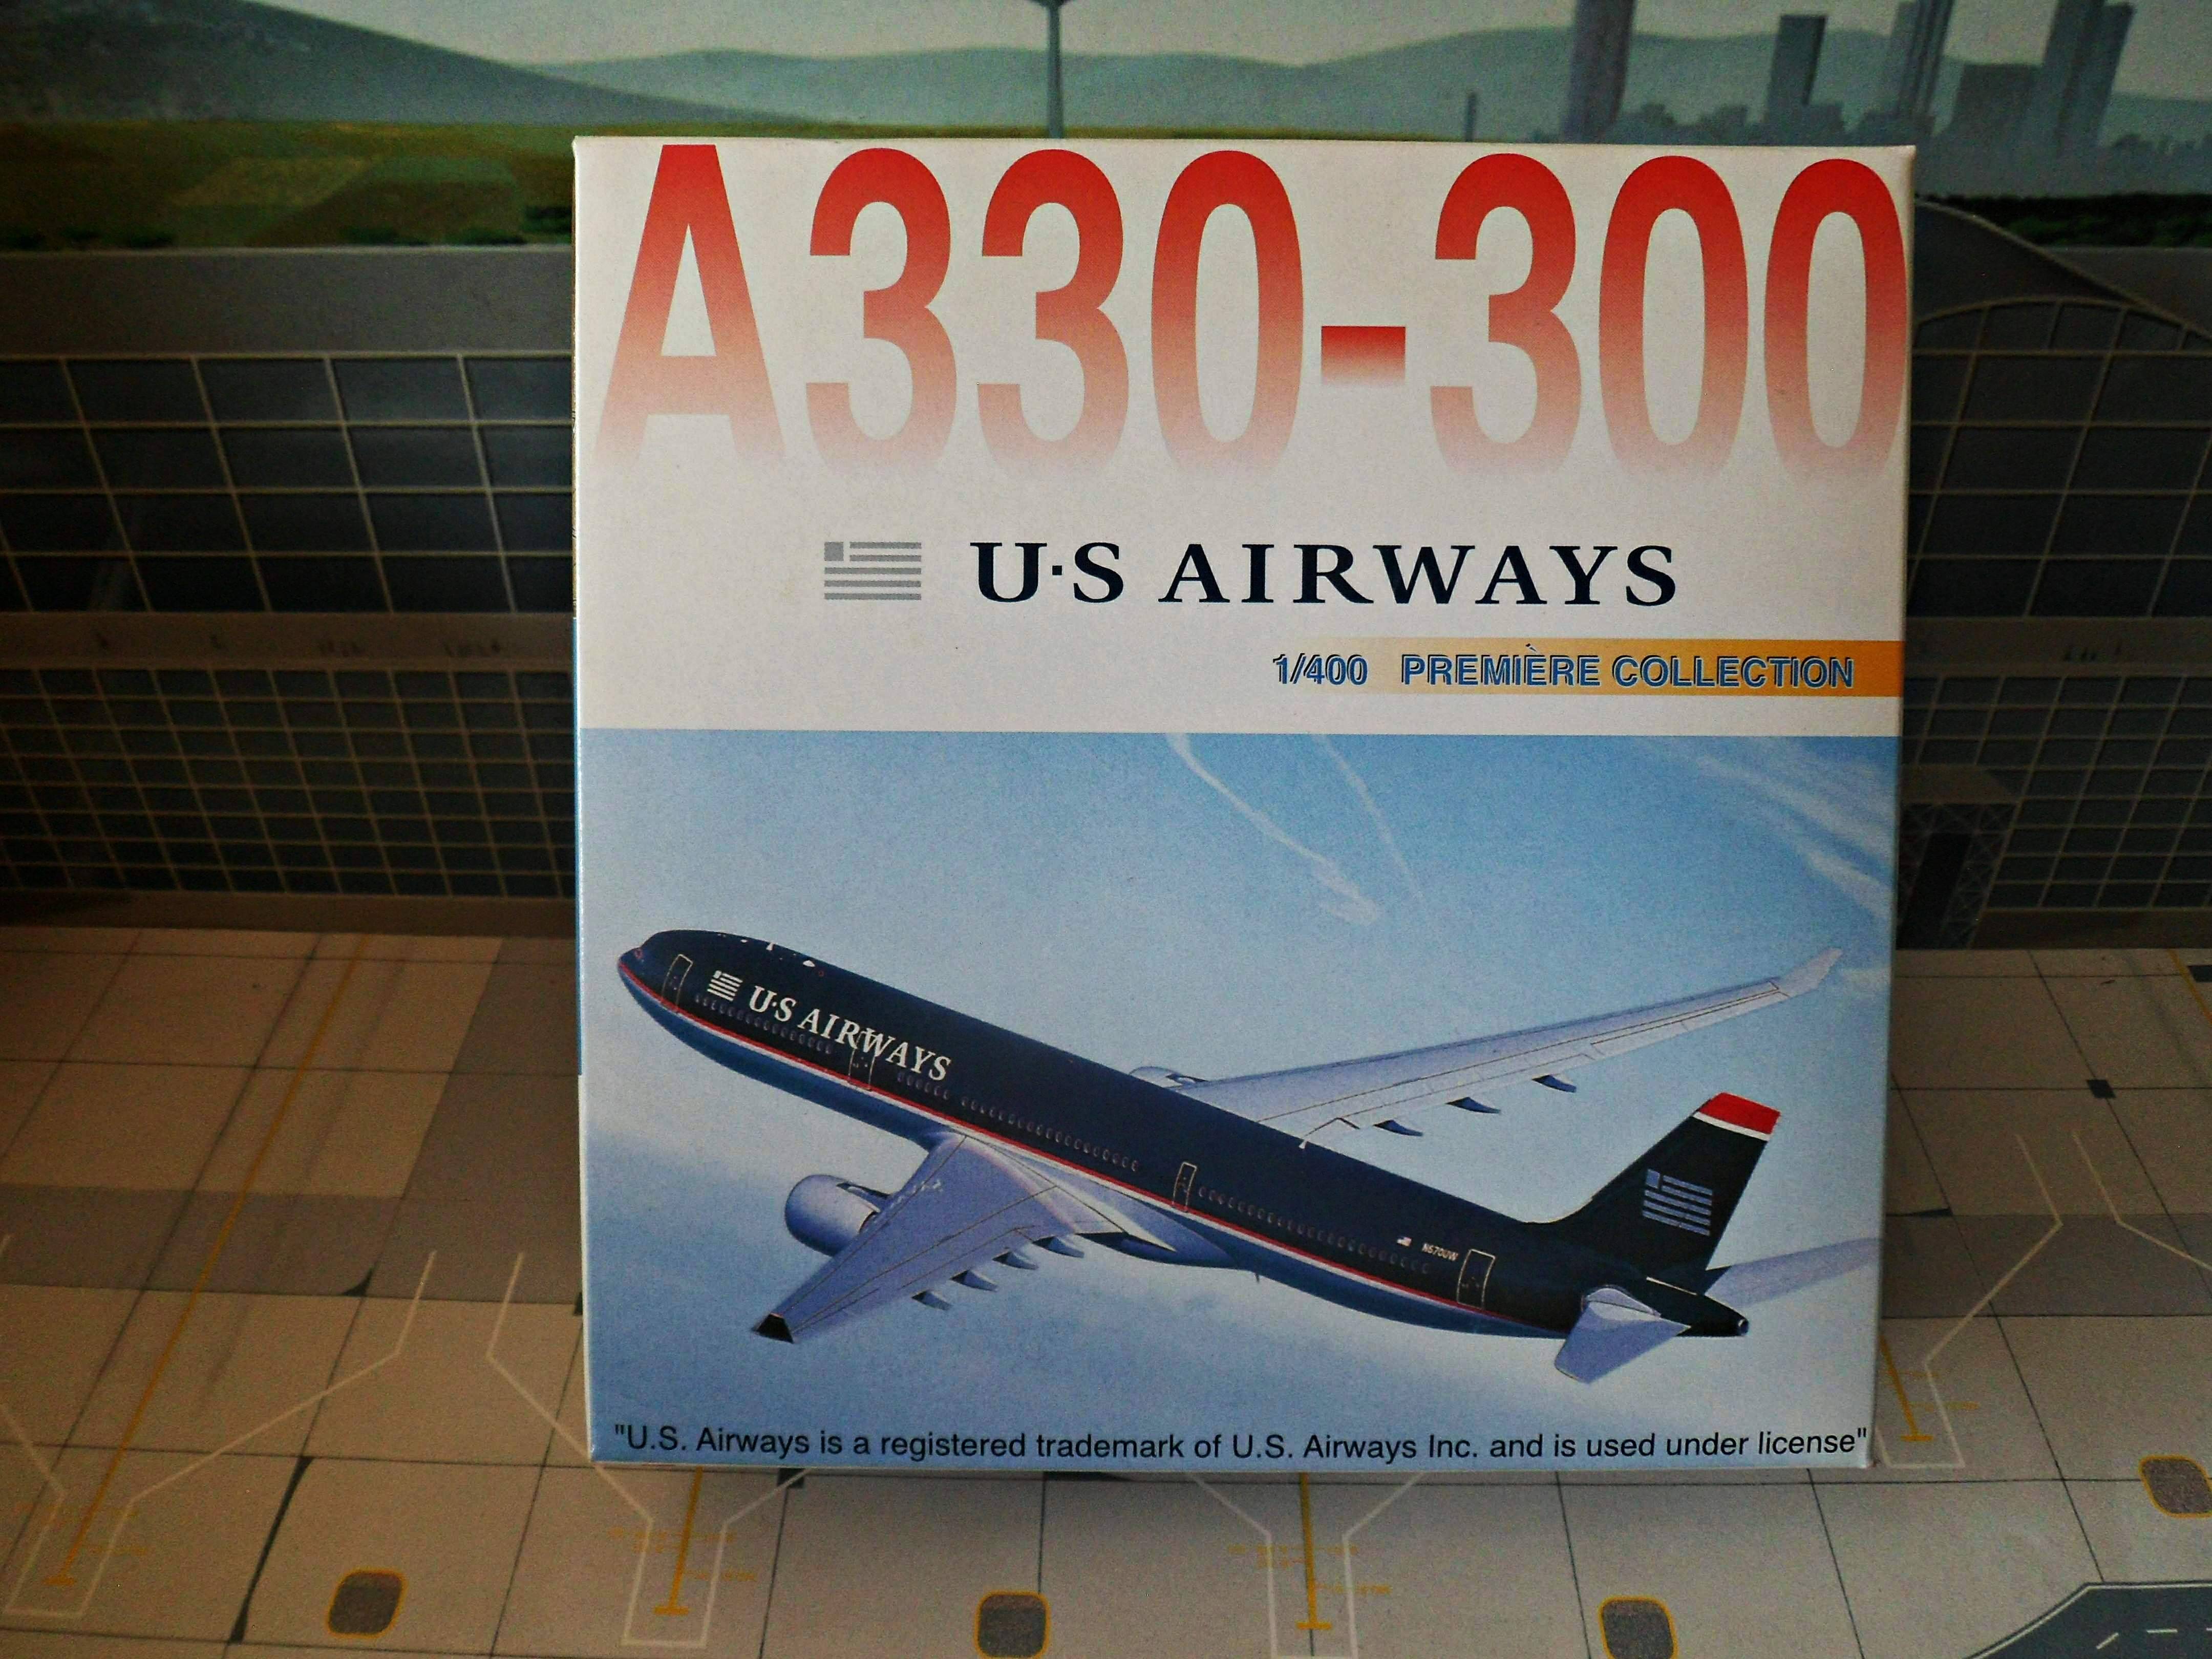 A330-300
U·S AIRWAYS
1/400 PREMIÈRE COLLECTION
U·S AIRWAYS
N670UW
"U.S. Airways is a registered trademark of U.S. Airways Inc. and is used under license"